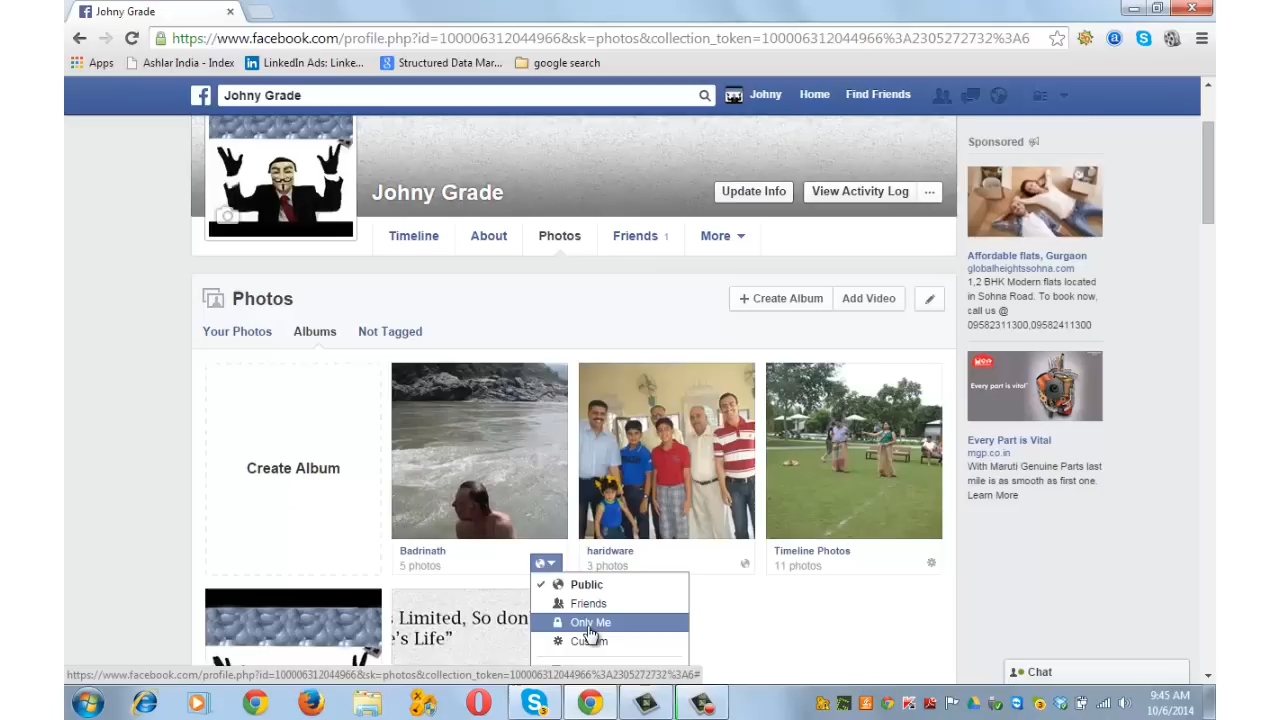 Johny Grade
https://www.facebook.com/profile.php?id=100006312044966&sk=photos&collection_token=100006312044966%3A2305272732%3A6
Apps Ashlar India - Index LinkedIn Ads: Linke... Structured Data Mar... google search
Johny Grade
Johny Home Find Friends
Johny Grade
Update Info View Activity Log ...
Timeline About Photos Friends 1 More
Sponsored
Affordable flats, Gurgaon
globalheightssohna.com
1,2 BHK Modern flats located
in Sohna Road. To book now,
call us @
09582311300,09582411300
Photos
+ Create Album Add Video
Your Photos Albums Not Tagged
Create Album
Badrinath
5 photos
haridware
3 photos
Timeline Photos
11 photos
Every part is vital
Every Part is Vital
mgp.co.in
With Maruti Genuine Parts last
mile is as smooth as first one.
Learn More
Public
Friends
Only Me
Custom
Limited, So don
's Life”
https://www.facebook.com/profile.php?id=100006312044966&sk=photos&collection_token=100006312044966%3A2305272732%3A6#
Chat
9:45 AM
10/6/2014